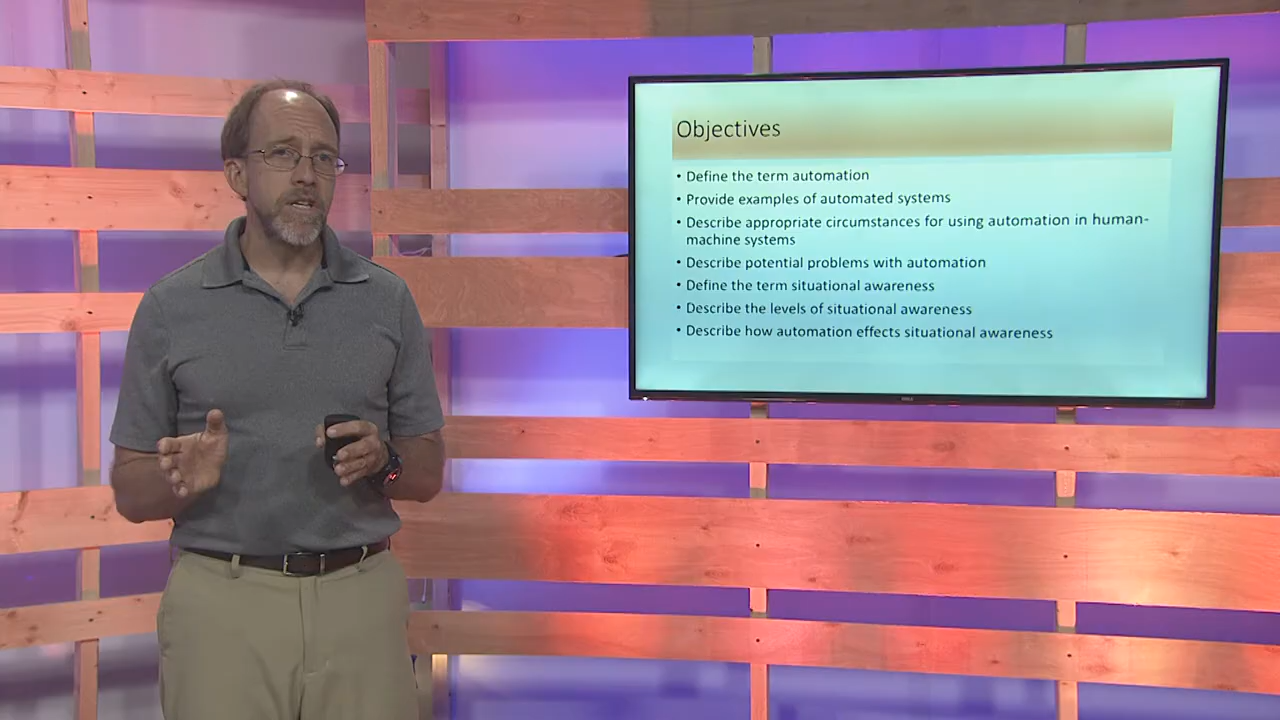 Objectives
• Define the term automation
• Provide examples of automated systems
• Describe appropriate circumstances for using automation in human-
machine systems
• Describe potential problems with automation
• Define the term situational awareness
• Describe the levels of situational awareness
• Describe how automation effects situational awareness
DELL